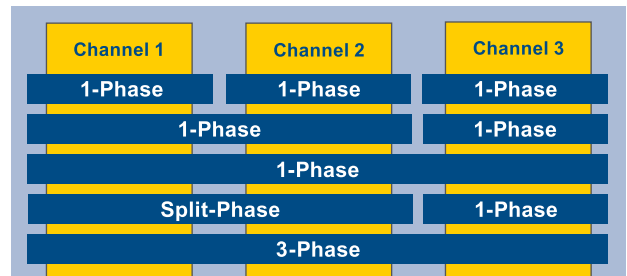 Channel 1 Channel 2 Channel 3
1-Phase 1-Phase 1-Phase
1-Phase 1-Phase
1-Phase
Split-Phase 1-Phase
3-Phase